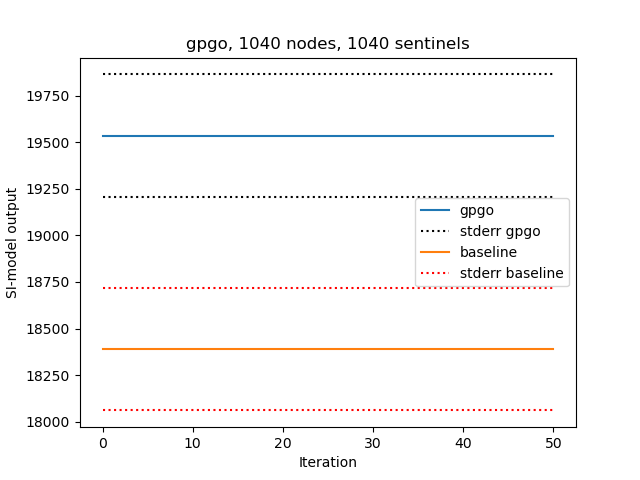 gpgo, 1040 nodes, 1040 sentinels
19750
19500
19250
19000
18750
18500
18250
18000
SI-model output
gpgo
stderr gpgo
baseline
stderr baseline
0 10 20 30 40 50
Iteration